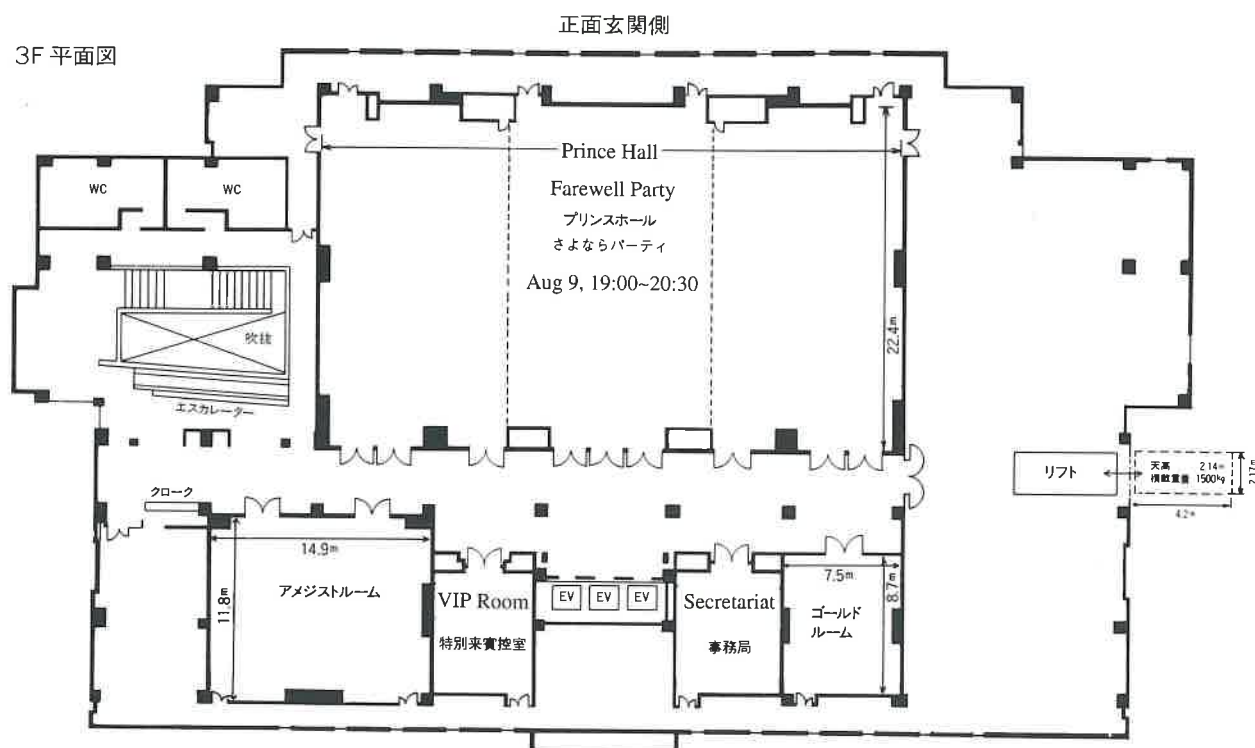 正面玄関側
3F 平面図
Prince Hall
Farewell Party
プリンスホール
さよならパーティ
Aug 9, 19:00~20:30
22.4m
WC
WC
吹抜
エスカレーター
クローク
リフト
天高 2.14m
積載重量 1500kg
2.17m
4.2m
14.9m
11.8m
アメジストルーム
VIP Room
特別来賓控室
EV
EV
EV
Secretariat
事務局
7.5m
8.7m
ゴールド
ルーム